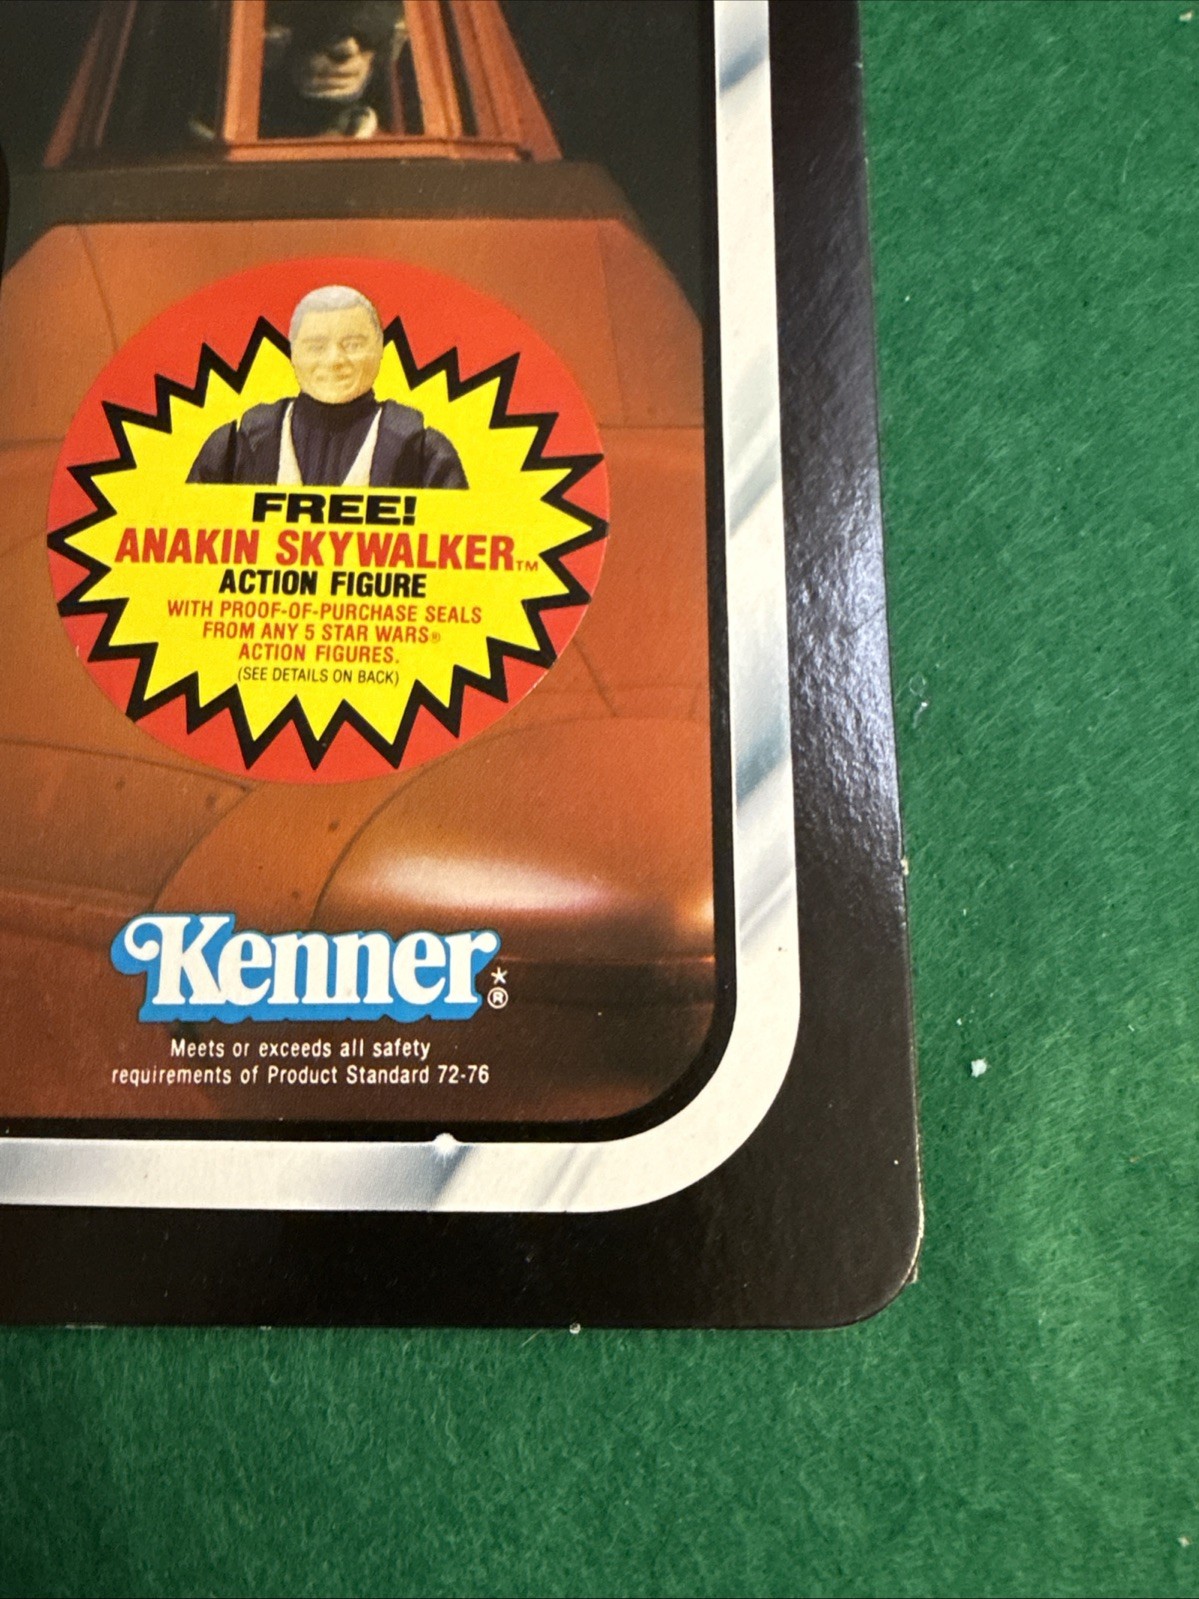 FREE!
ANAKIN SKYWALKER™
ACTION FIGURE
WITH PROOF-OF-PURCHASE SEALS
FROM ANY 5 STAR WARS®
ACTION FIGURES.
(SEE DETAILS ON BACK)
Kenner*®
Meets or exceeds all safety
requirements of Product Standard 72-76